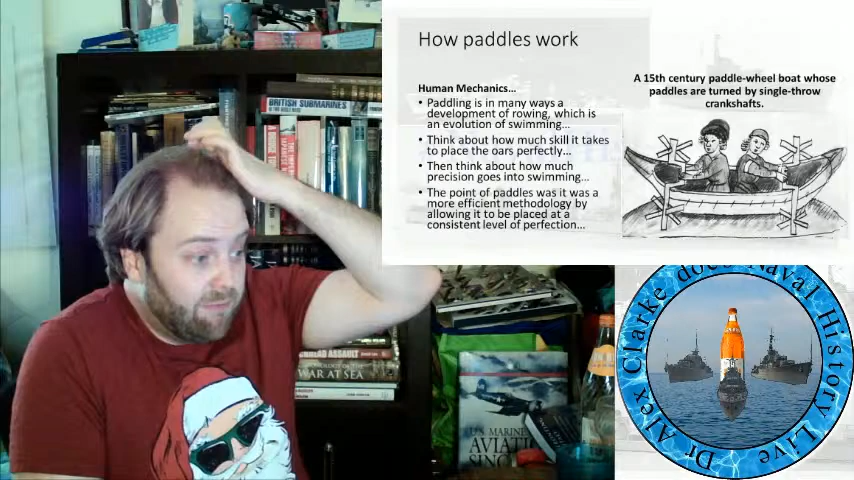 How paddles work
Human Mechanics...
• Paddling is in many ways a
development of rowing, which is
an evolution of swimming...
• Think about how much skill it takes
to place the oars perfectly...
• Then think about how much
precision goes into swimming...
• The point of paddles was it was a
more efficient methodology by
allowing it to be placed at a
consistent level of perfection...
A 15th century paddle-wheel boat whose
paddles are turned by single-throw
crankshafts.
BRITISH SUBMARINES
ASSAULT
WAR AT SEA
U.S. MARINE
AVIATI
SINC
Dr Alex Clarke does Naval History Live